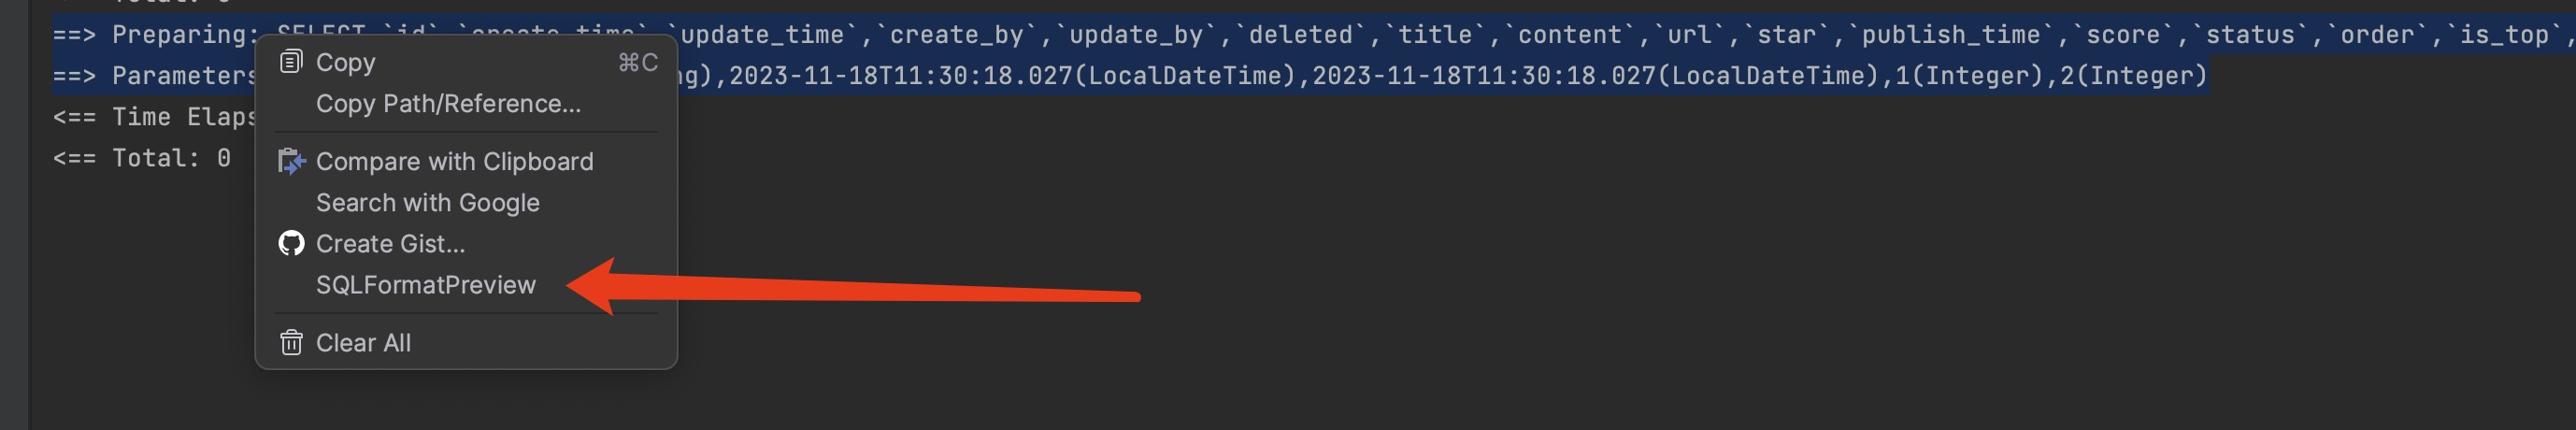 ==> Preparing: SELECT `id`,`create_time`,`update_time`,`create_by`,`update_by`,`deleted`,`title`,`content`,`url`,`star`,`publish_time`,`score`,`status`,`order`,`is_top`,
==> Parameters ng),2023-11-18T11:30:18.027(LocalDateTime),2023-11-18T11:30:18.027(LocalDateTime),1(Integer),2(Integer)
<== Time Elaps
<== Total: 0
Copy ⌘C
Copy Path/Reference...
Compare with Clipboard
Search with Google
Create Gist...
SQLFormatPreview
Clear All